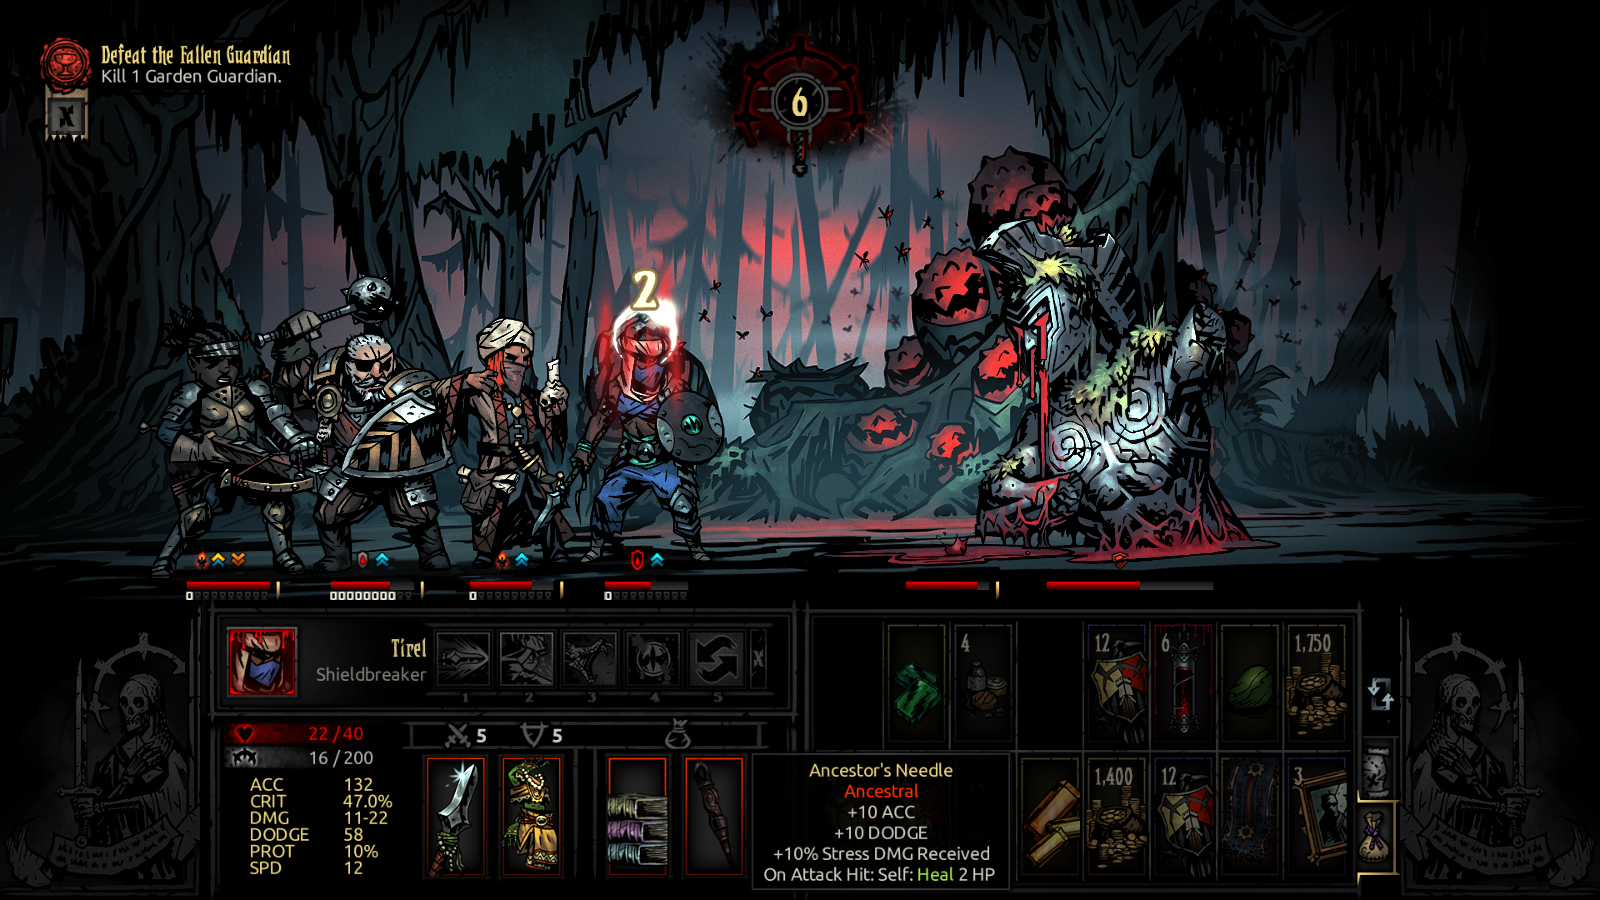 Defeat the Fallen Guardian
Kill 1 Garden Guardian.
6
2
Tirel
Shieldbreaker
1 2 3 4 5
22 / 40
16 / 200
5 5
ACC 132
CRIT 47.0%
DMG 11-22
DODGE 58
PROT 10%
SPD 12
Ancestor's Needle
Ancestral
+10 ACC
+10 DODGE
+10% Stress DMG Received
On Attack Hit: Self: Heal 2 HP
4 12 6 1,750
1,400 12 3